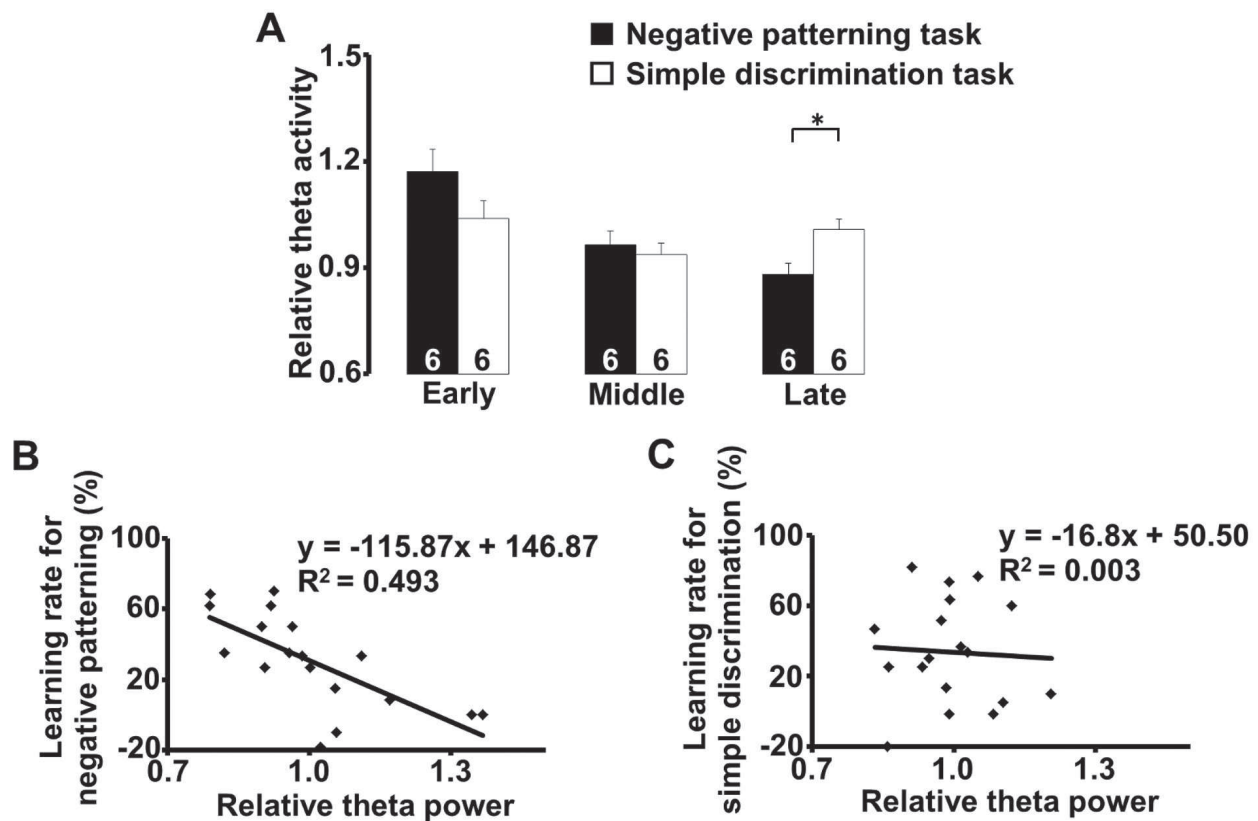 A
■ Negative patterning task
□ Simple discrimination task
Relative theta activity
1.5
1.2
0.9
0.6
*
6 6 6 6 6 6
Early Middle Late
B
Learning rate for
negative patterning (%)
100
60
20
-20
y = -115.87x + 146.87
R² = 0.493
0.7 1.0 1.3
Relative theta power
C
Learning rate for
simple discrimination (%)
100
60
20
-20
y = -16.8x + 50.50
R² = 0.003
0.7 1.0 1.3
Relative theta power